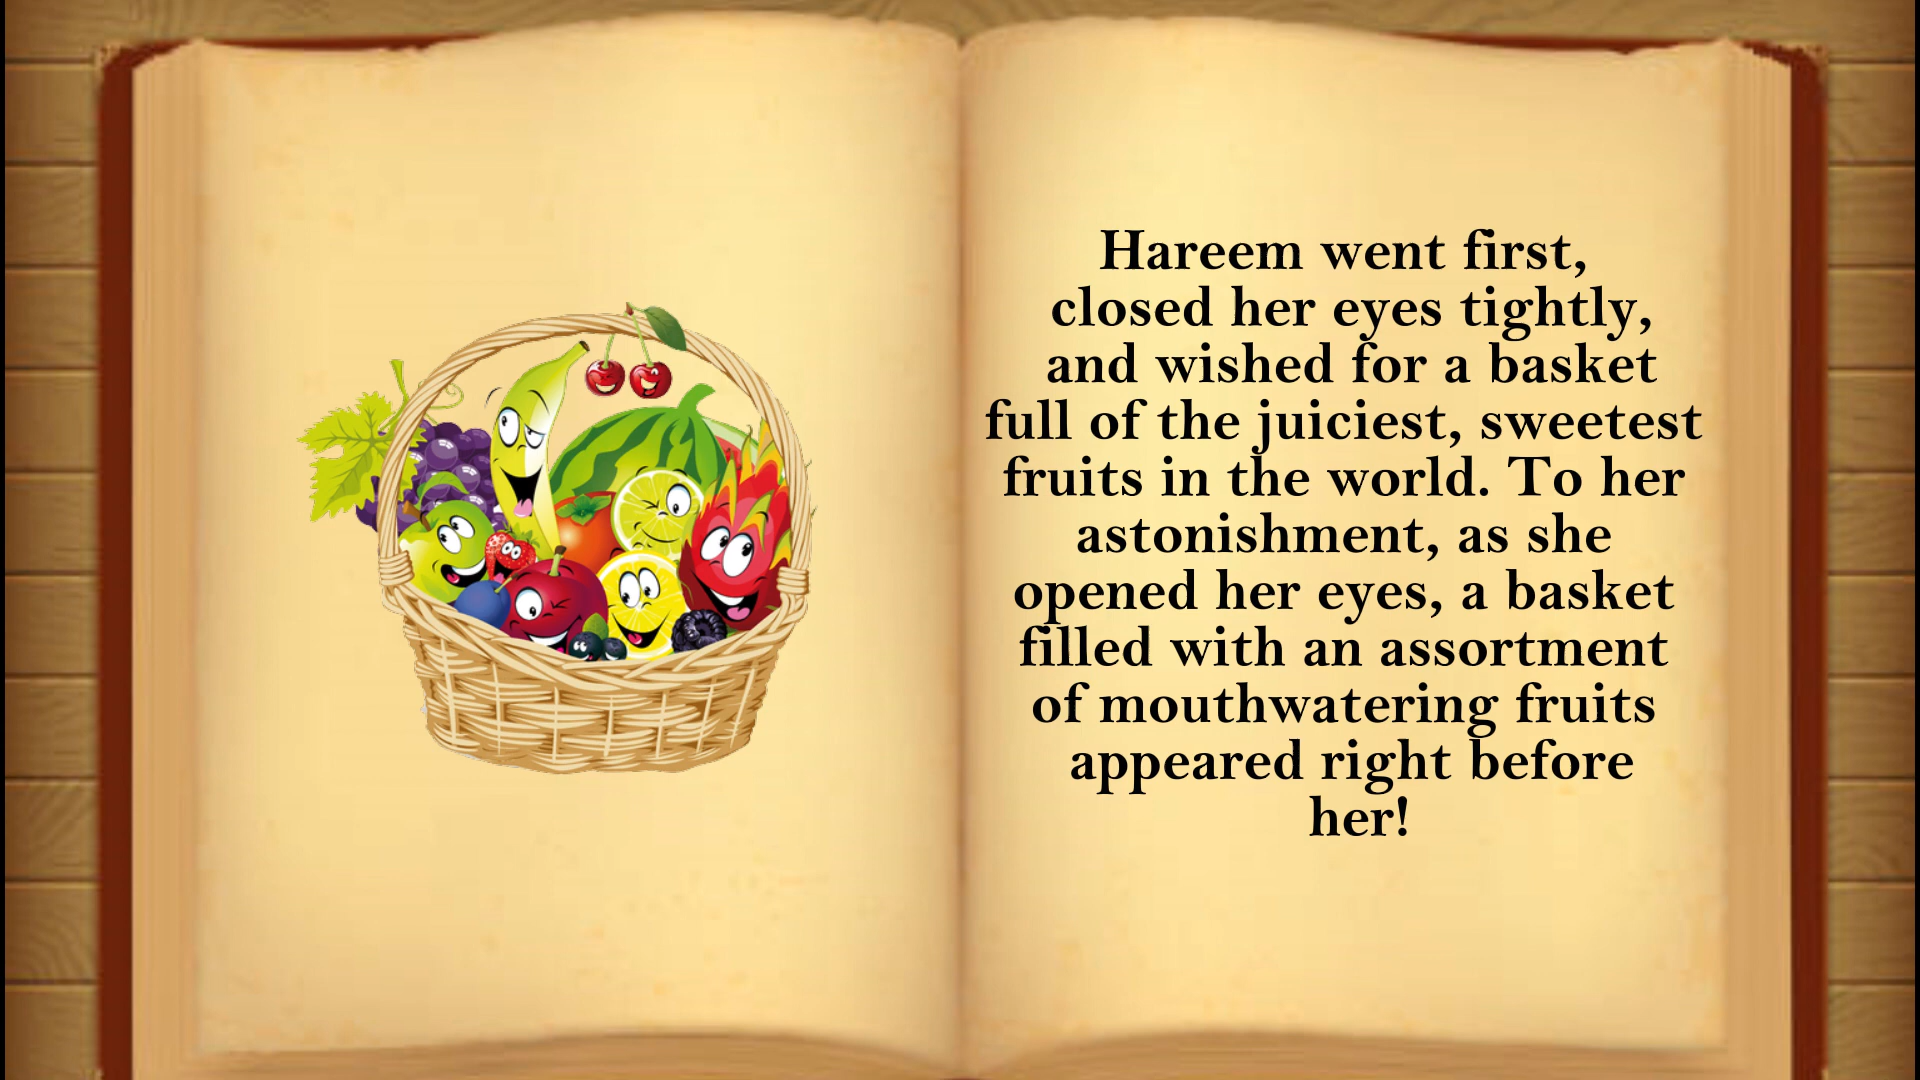 Hareem went first,
closed her eyes tightly,
and wished for a basket
full of the juiciest, sweetest
fruits in the world. To her
astonishment, as she
opened her eyes, a basket
filled with an assortment
of mouthwatering fruits
appeared right before
her!